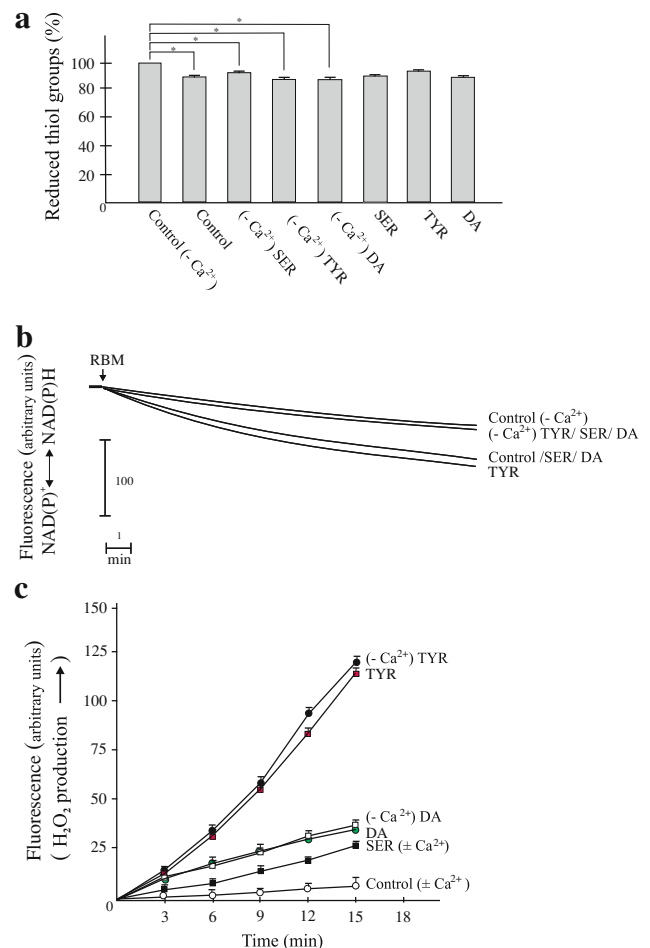 a
Reduced thiol groups (%)
100
80
60
40
20
0
*
*
*
*
Control (- Ca²⁺)
Control
(- Ca²⁺) SER
(- Ca²⁺) TYR
(- Ca²⁺) DA
SER
TYR
DA
b
Fluorescence (arbitrary units)
NAD(P)⁺ ⟷ NAD(P)H
RBM
Control (- Ca²⁺)
(- Ca²⁺) TYR/ SER/ DA
Control /SER/ DA
TYR
100
1
min
c
Fluorescence (arbitrary units)
( H₂O₂ production → )
150
125
100
75
50
25
0
(- Ca²⁺) TYR
TYR
(- Ca²⁺) DA
DA
SER (± Ca²⁺)
Control (± Ca²⁺ )
3 6 9 12 15 18
Time (min)